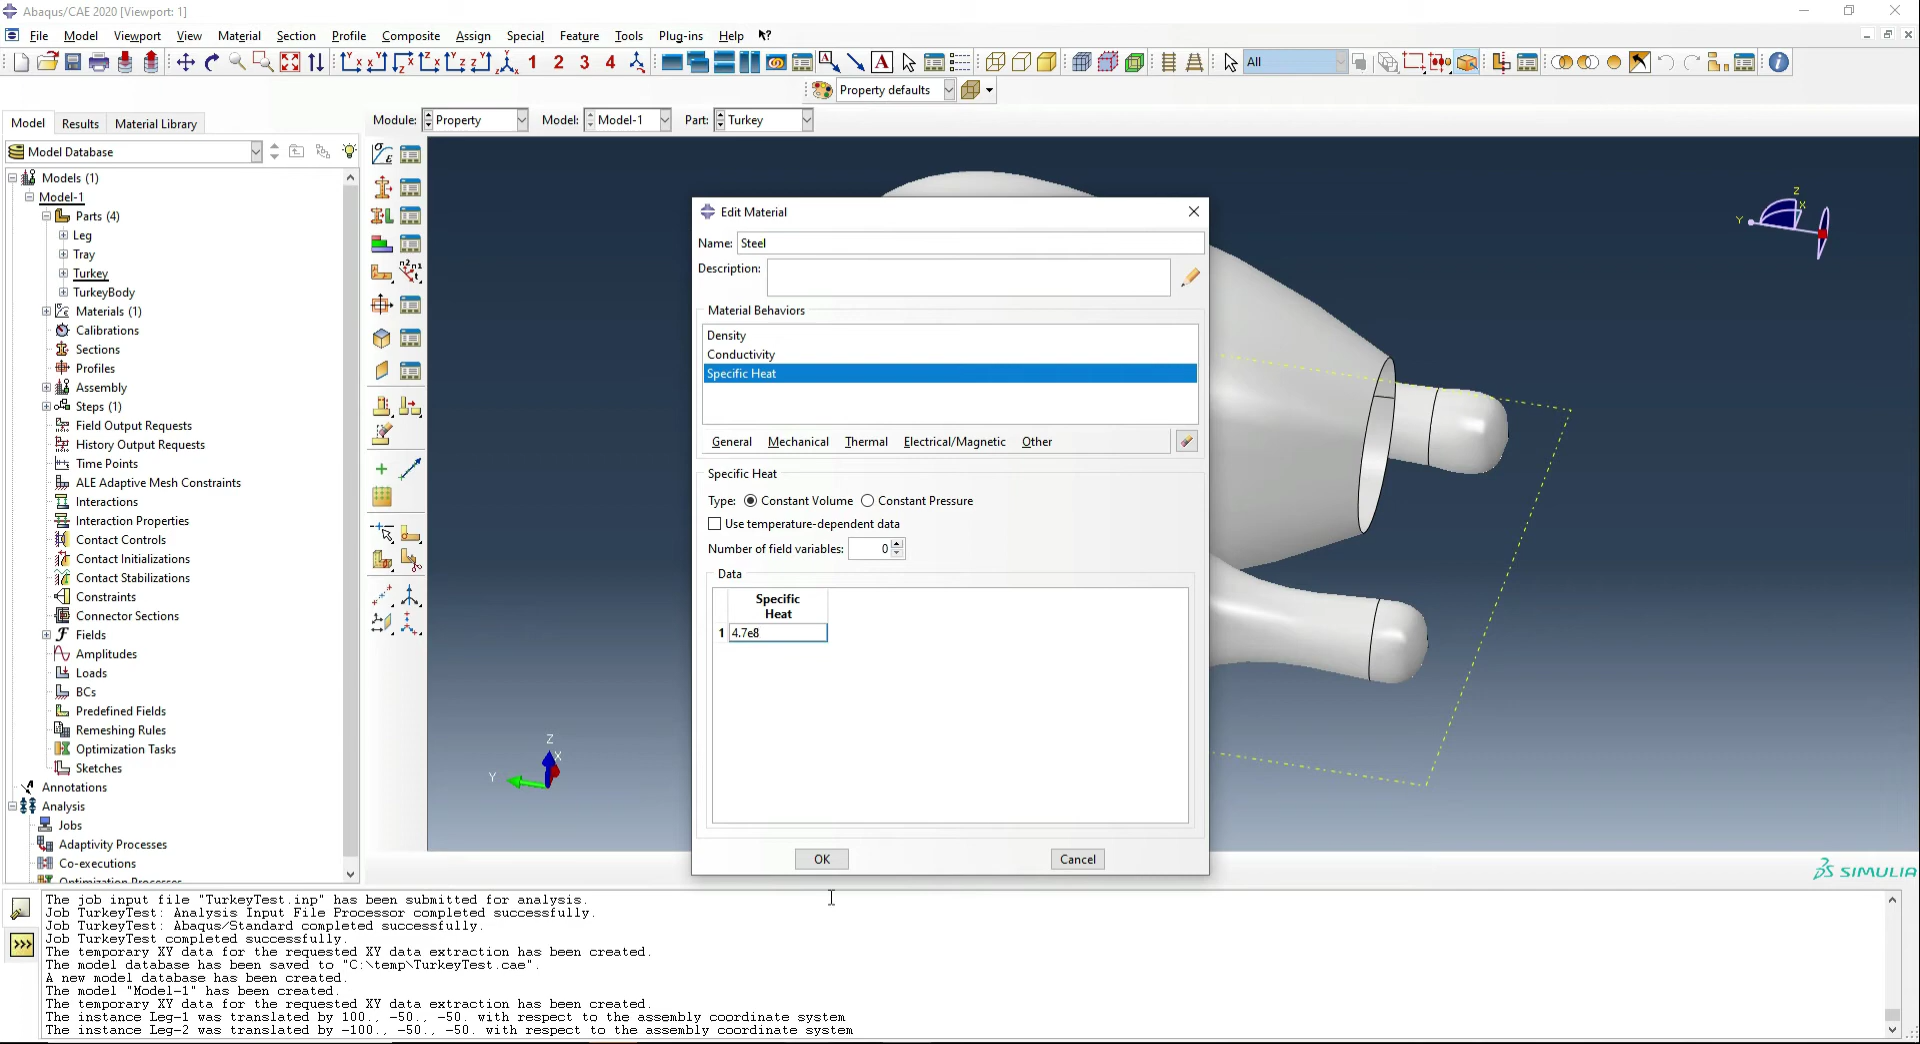 Abaqus/CAE 2020 [Viewport: 1]
File Model Viewport View Material Section Profile Composite Assign Special Feature Tools Plug-ins Help
1 2 3 4 All
Property defaults
Model Results Material Library
Module: Property Model: Model-1 Part: Turkey
Model Database
Models (1)
Model-1
Parts (4)
Leg
Tray
Turkey
TurkeyBody
Materials (1)
Calibrations
Sections
Profiles
Assembly
Steps (1)
Field Output Requests
History Output Requests
Time Points
ALE Adaptive Mesh Constraints
Interactions
Interaction Properties
Contact Controls
Contact Initializations
Contact Stabilizations
Constraints
Connector Sections
Fields
Amplitudes
Loads
BCs
Predefined Fields
Remeshing Rules
Optimization Tasks
Sketches
Annotations
Analysis
Jobs
Adaptivity Processes
Co-executions
Optimization Processes
Edit Material
Name: Steel
Description:
Material Behaviors
Density
Conductivity
Specific Heat
General Mechanical Thermal Electrical/Magnetic Other
Specific Heat
Type: Constant Volume Constant Pressure
Use temperature-dependent data
Number of field variables: 0
Data
Specific
Heat
1 4.7e8
OK Cancel
Z
X
Y
Z
X
Y
SIMULIA
The job input file "TurkeyTest.inp" has been submitted for analysis.
Job TurkeyTest: Analysis Input File Processor completed successfully.
Job TurkeyTest: Abaqus/Standard completed successfully.
Job TurkeyTest completed successfully.
The temporary XY data for the requested XY data extraction has been created.
The model database has been saved to "C:\temp\TurkeyTest.cae".
A new model database has been created.
The model "Model-1" has been created.
The temporary XY data for the requested XY data extraction has been created.
The instance Leg-1 was translated by 100., -50., -50. with respect to the assembly coordinate system
The instance Leg-2 was translated by -100., -50., -50. with respect to the assembly coordinate system